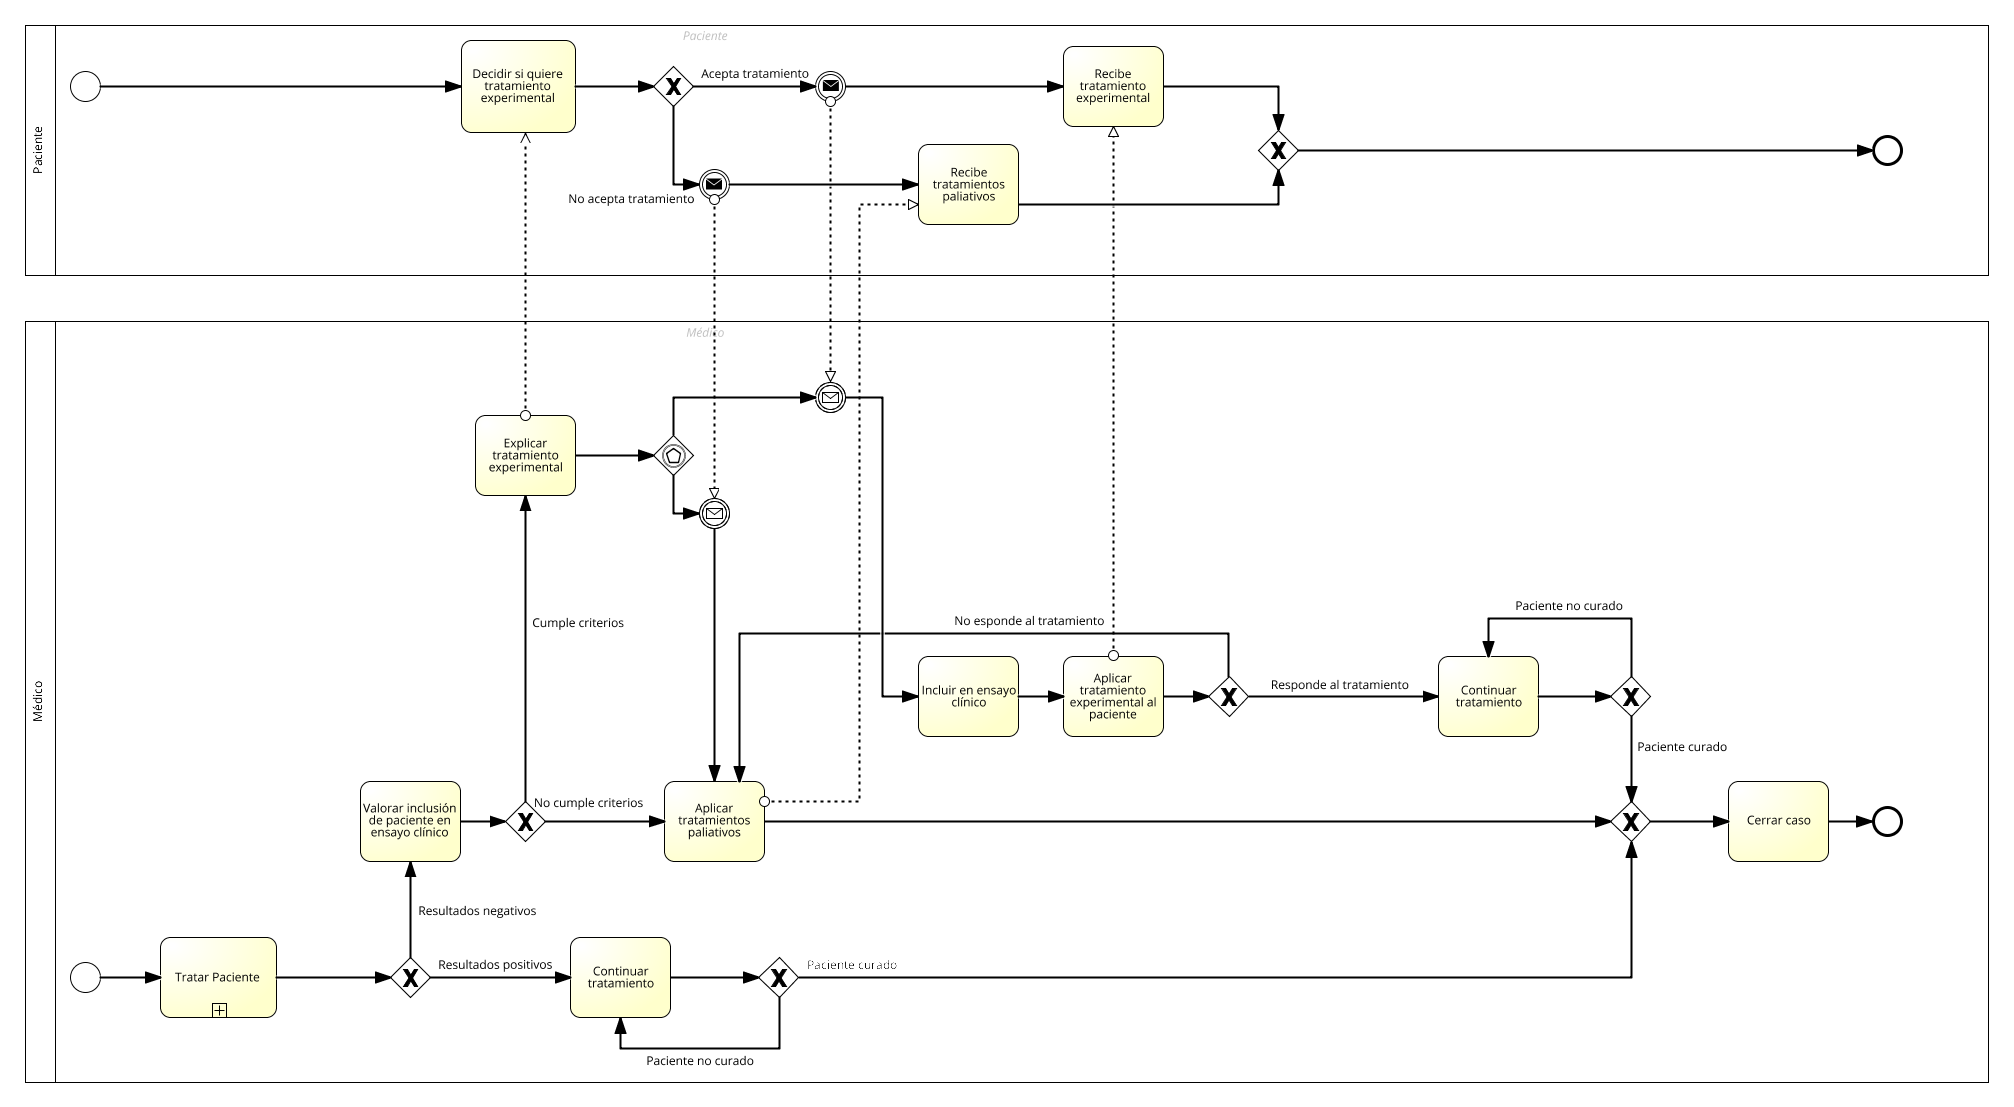 Paciente
Paciente
Decidir si quiere
tratamiento
experimental
Acepta tratamiento
No acepta tratamiento
Recibe
tratamiento
experimental
Recibe
tratamientos
paliativos
Médico
Médico
Explicar
tratamiento
experimental
Cumple criterios
No esponde al tratamiento
Paciente no curado
Incluir en ensayo
clínico
Aplicar
tratamiento
experimental al
paciente
Responde al tratamiento
Continuar
tratamiento
Paciente curado
Valorar inclusión
de paciente en
ensayo clínico
No cumple criterios
Aplicar
tratamientos
paliativos
Cerrar caso
Resultados negativos
Tratar Paciente
Resultados positivos
Continuar
tratamiento
Paciente curado
Paciente no curado